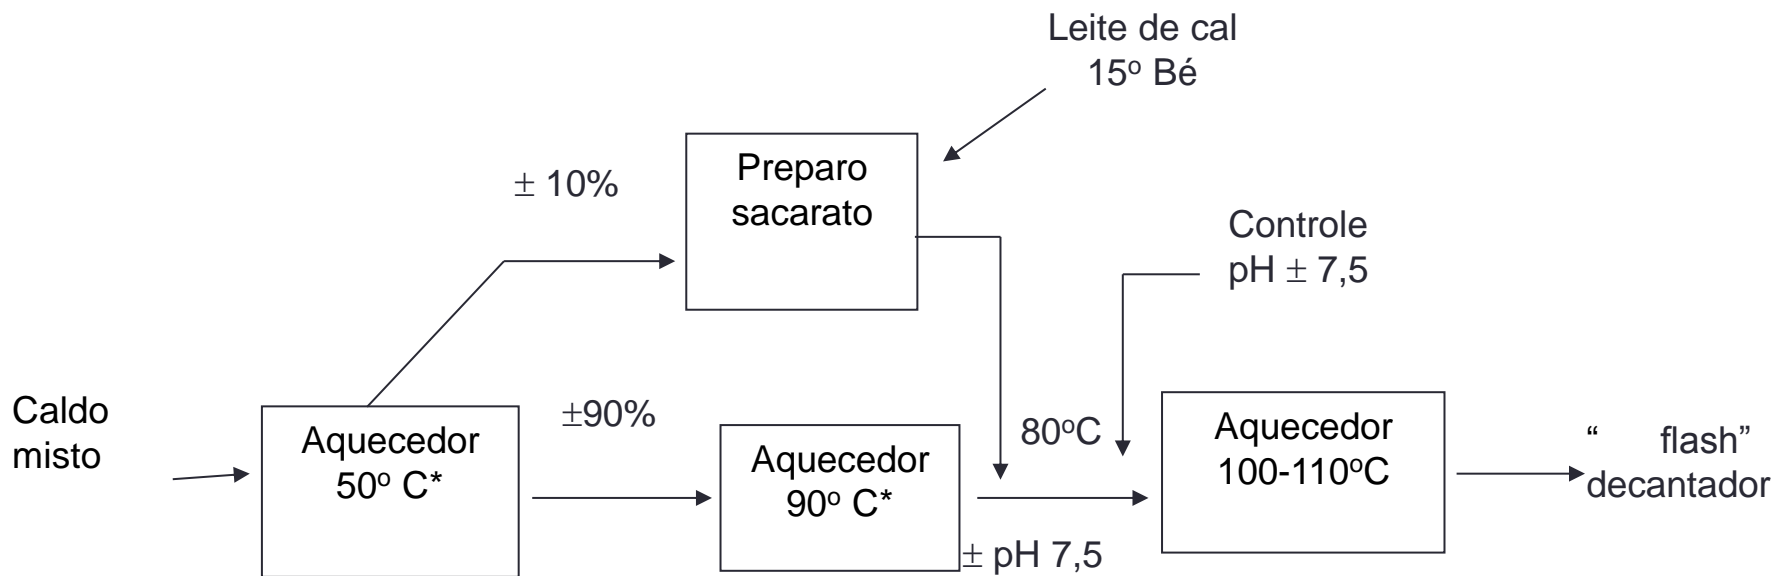 Leite de cal
15º Bé
Preparo
sacarato
± 10%
Controle
pH ± 7,5
Caldo
misto
Aquecedor
50º C*
±90%
Aquecedor
90º C*
80ºC
± pH 7,5
Aquecedor
100-110ºC
“ flash”
decantador